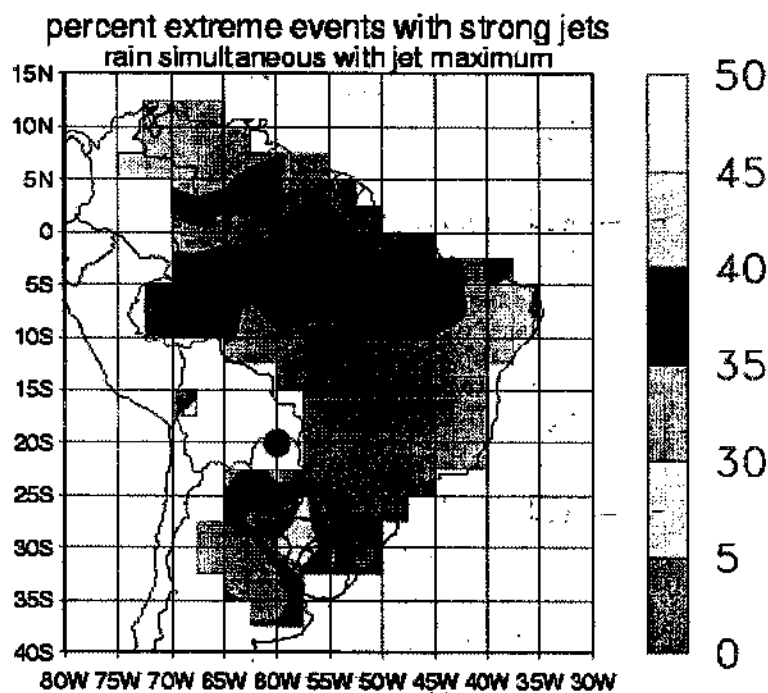 percent extreme events with strong jets
rain simultaneous with jet maximum
15N
10N
5N
0
5S
10S
15S
20S
25S
30S
35S
40S
80W 75W 70W 65W 60W 55W 50W 45W 40W 35W 30W
50
45
40
35
30
5
0